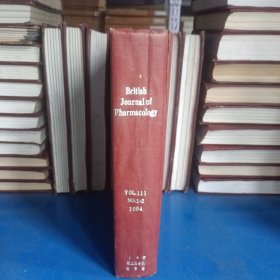 British
Journal of
Pharmacology
VOL.111
NO.1-2
1994